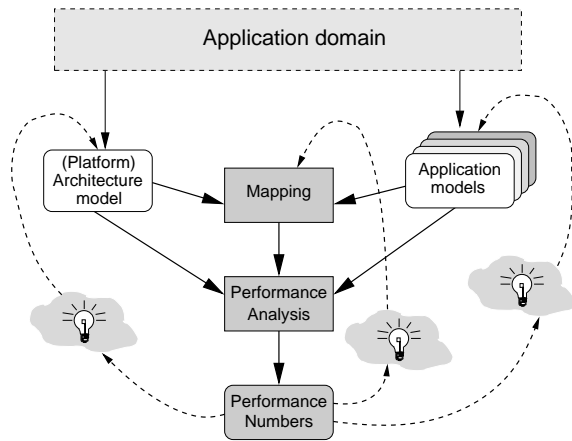 Application domain
(Platform)
Architecture
model
Mapping
Application
models
Performance
Analysis
Performance
Numbers